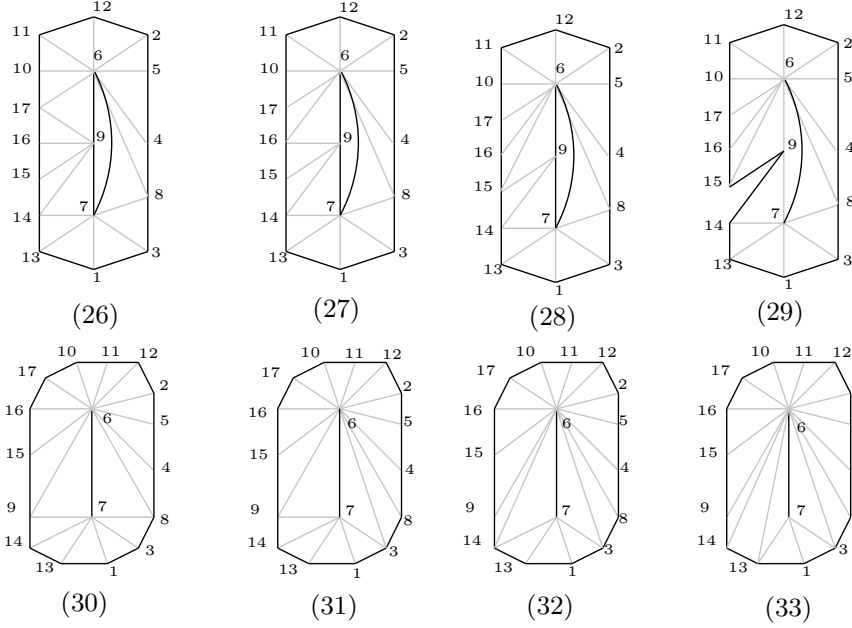 12 12 12 12
11 2 11 2 11 2 11 2
6 6 6 6
10 5 10 5 10 5 10 5
17 17 17 17
16 9 4 16 9 4 16 9 4 16 9 4
15 15 15 15
14 7 8 14 7 8 14 7 8 14 7 8
13 3 13 3 13 3 13 3
1 1 1 1
(26) (27) (28) (29)
10 11 12 10 11 12 10 11 12 10 11 12
17 2 17 2 17 2 17 2
16 6 5 16 6 5 16 6 5 16 6 5
15 4 15 4 15 4 15 4
9 7 8 9 7 8 9 7 8 9 7 8
14 3 14 3 14 3 14 3
13 1 13 1 13 1 13 1
(30) (31) (32) (33)